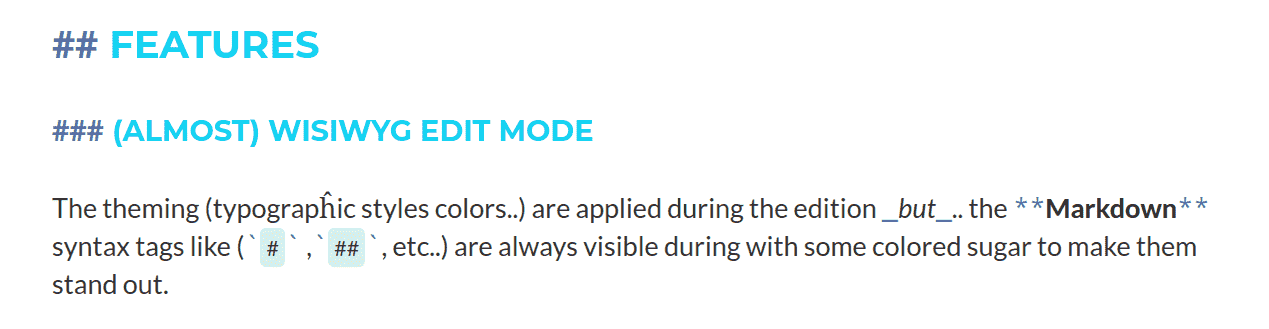 ## FEATURES
### (ALMOST) WISIWYG EDIT MODE
The theming (typograpĥic styles colors..) are applied during the edition _but_.. the **Markdown**
syntax tags like (`#` ,`##`, etc..) are always visible during with some colored sugar to make them
stand out.